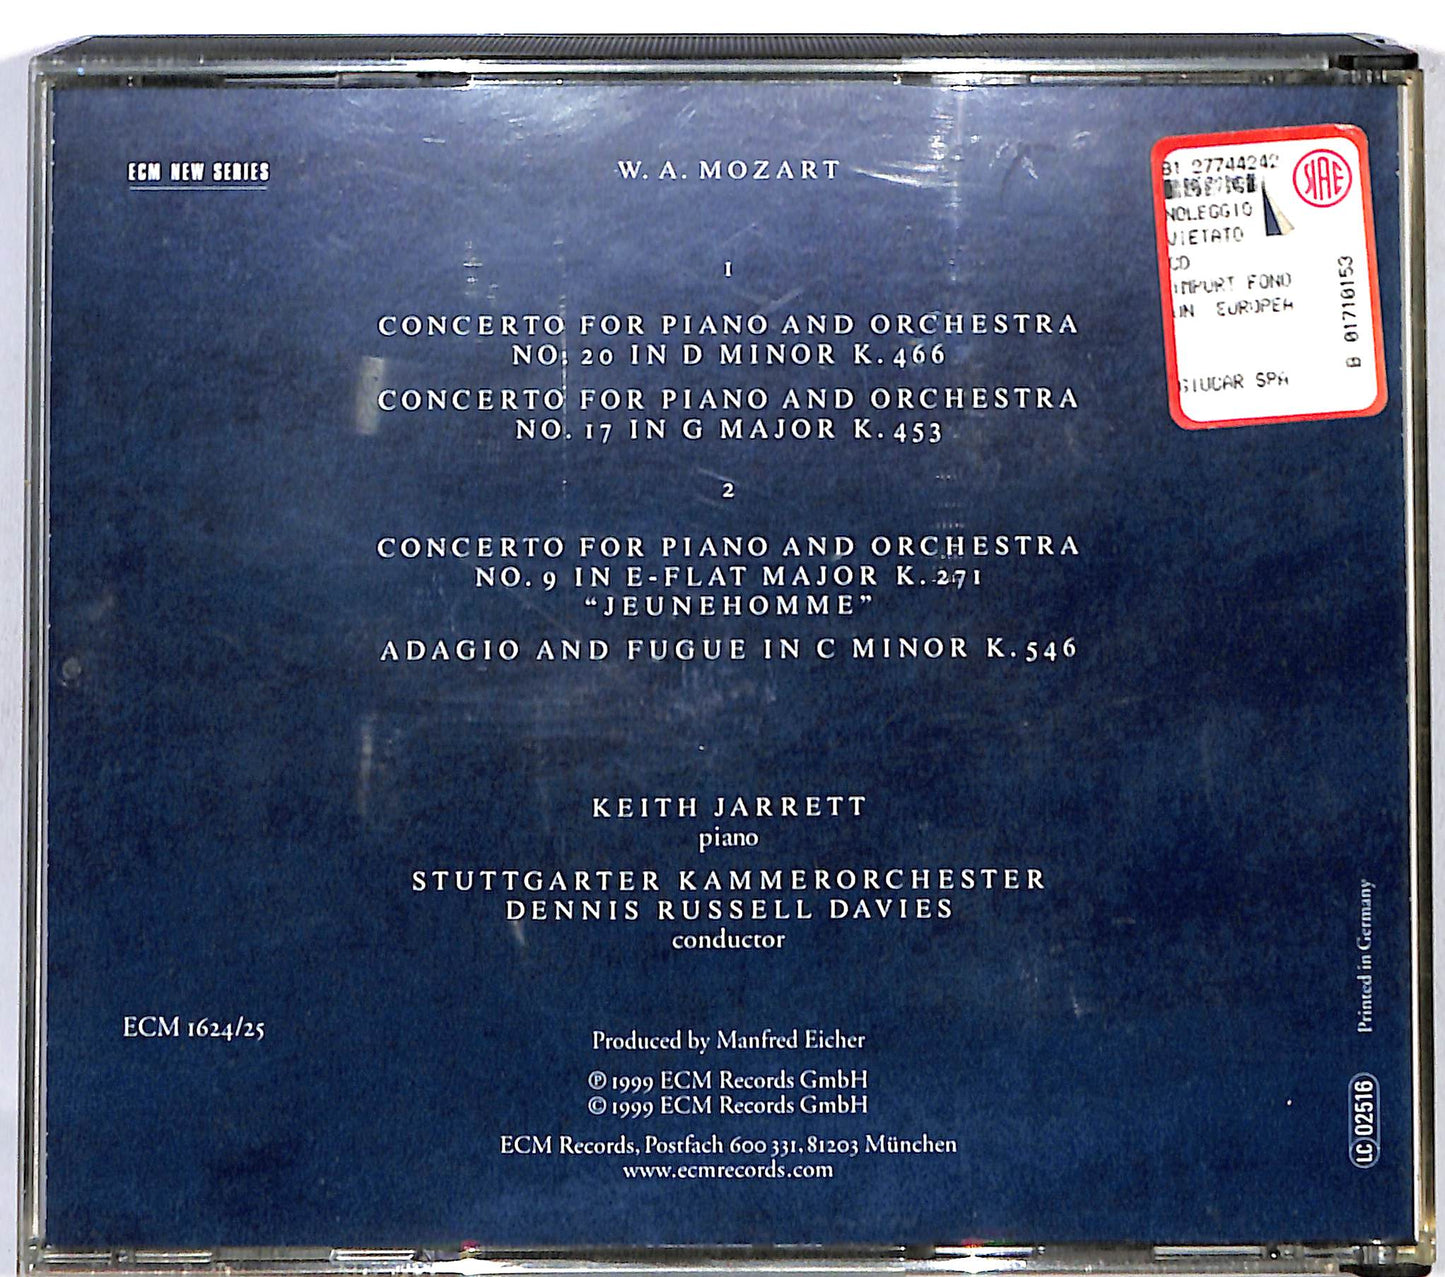 ECM NEW SERIES
W. A. MOZART
1
CONCERTO FOR PIANO AND ORCHESTRA
NO. 20 IN D MINOR K. 466
CONCERTO FOR PIANO AND ORCHESTRA
NO. 17 IN G MAJOR K. 453
2
CONCERTO FOR PIANO AND ORCHESTRA
NO. 9 IN E-FLAT MAJOR K. 271
“JEUNEHOMME”
ADAGIO AND FUGUE IN C MINOR K. 546
KEITH JARRETT
piano
STUTTGARTER KAMMERORCHESTER
DENNIS RUSSELL DAVIES
conductor
ECM 1624/25
Produced by Manfred Eicher
℗ 1999 ECM Records GmbH
© 1999 ECM Records GmbH
ECM Records, Postfach 600 331, 81203 München
www.ecmrecords.com
27744242
SIAE
NOLEGGIO
VIETATO
CD
IMPORT FONO
EUROPEA
GIUCAR SPA
B 01710153
Printed in Germany
LC 02516